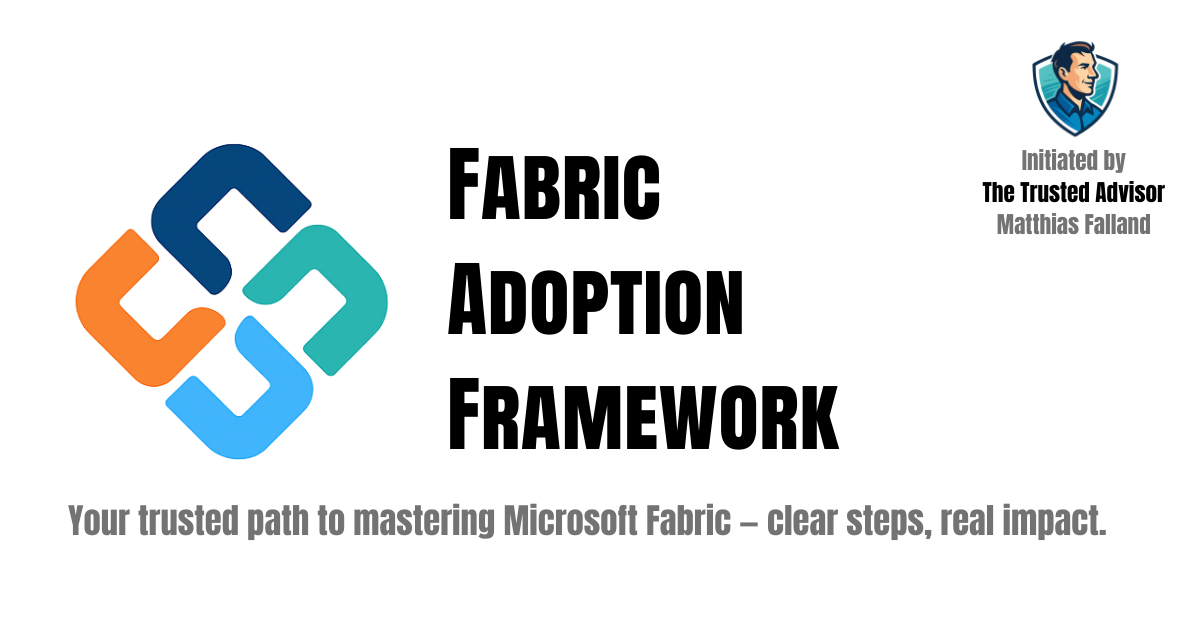 Fabric
Adoption
Framework
Initiated by
The Trusted Advisor
Matthias Falland
Your trusted path to mastering Microsoft Fabric – clear steps, real impact.